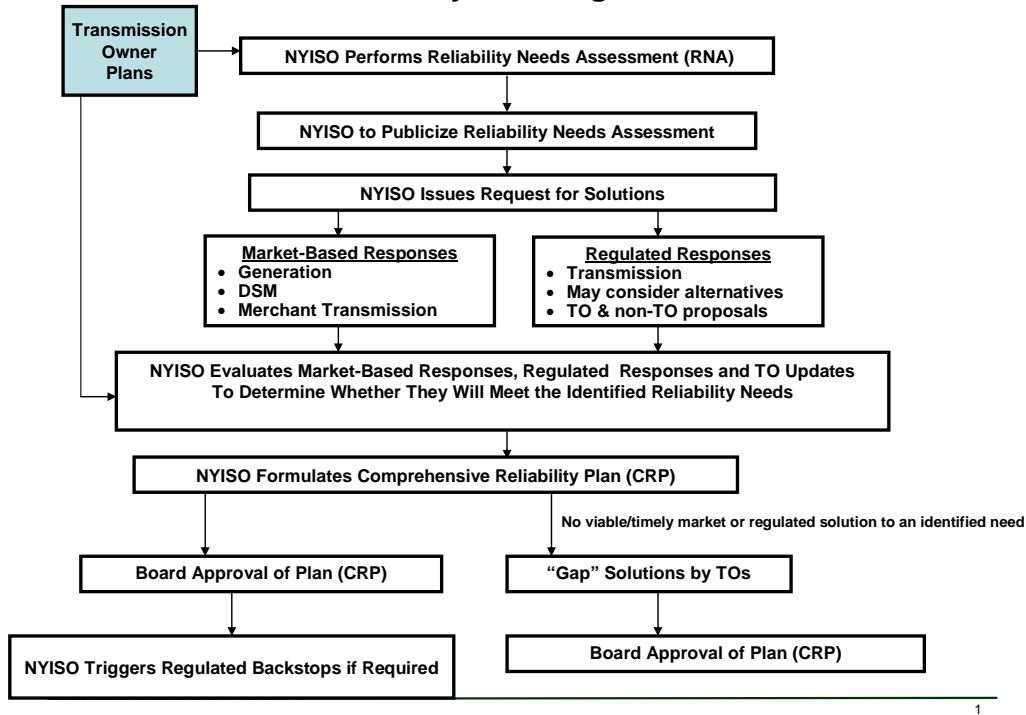 Transmission
Owner
Plans
NYISO Performs Reliability Needs Assessment (RNA)
NYISO to Publicize Reliability Needs Assessment
NYISO Issues Request for Solutions
Market-Based Responses
• Generation
• DSM
• Merchant Transmission
Regulated Responses
• Transmission
• May consider alternatives
• TO & non-TO proposals
NYISO Evaluates Market-Based Responses, Regulated Responses and TO Updates
To Determine Whether They Will Meet the Identified Reliability Needs
NYISO Formulates Comprehensive Reliability Plan (CRP)
No viable/timely market or regulated solution to an identified need
Board Approval of Plan (CRP)
“Gap” Solutions by TOs
NYISO Triggers Regulated Backstops if Required
Board Approval of Plan (CRP)
1